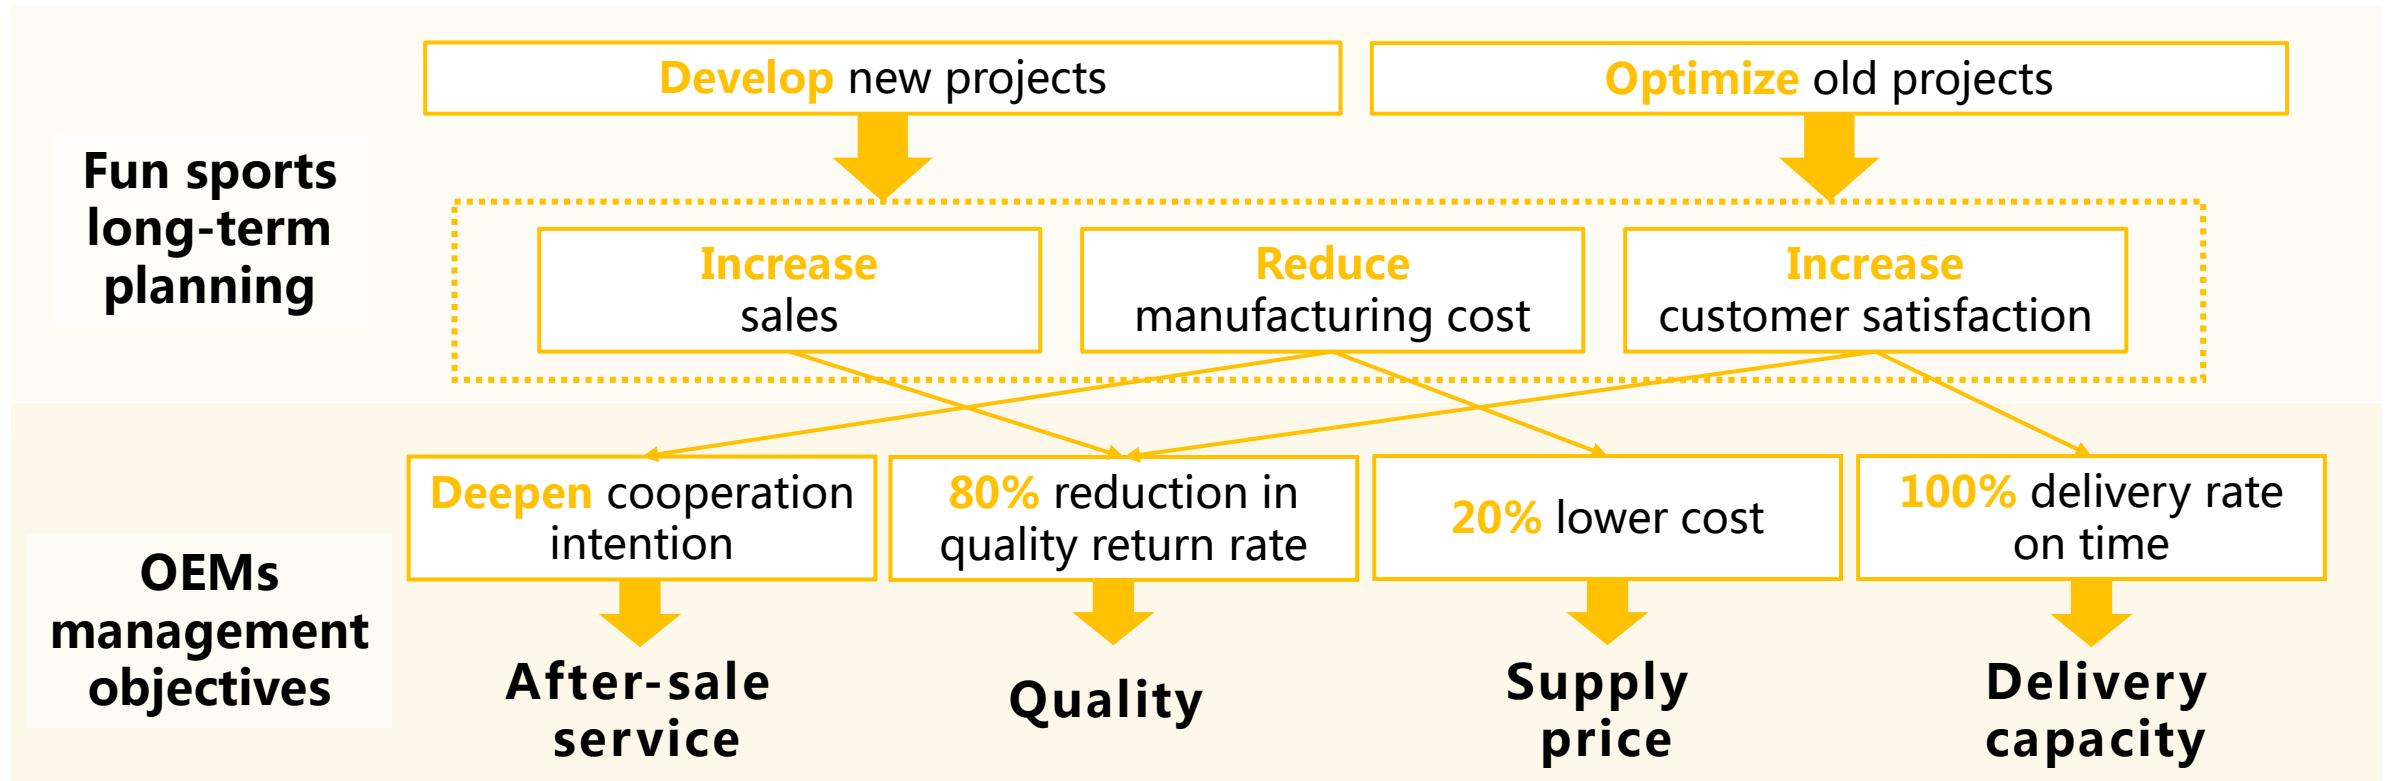 Develop new projects
Optimize old projects
Fun sports
long-term
planning
Increase
sales
Reduce
manufacturing cost
Increase
customer satisfaction
OEMs
management
objectives
Deepen cooperation
intention
80% reduction in
quality return rate
20% lower cost
100% delivery rate
on time
After-sale
service
Quality
Supply
price
Delivery
capacity